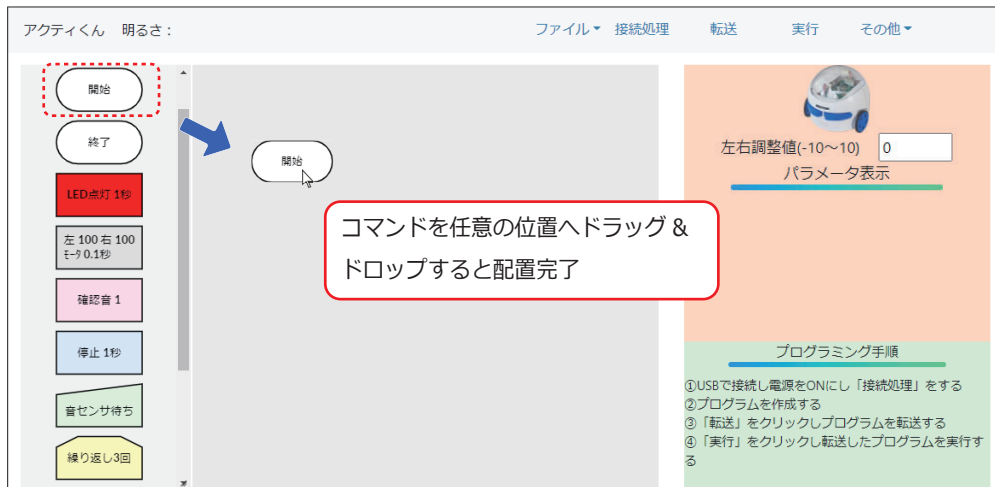 アクティくん 明るさ:
ファイル 接続処理 転送 実行 その他
開始
終了
LED点灯 1秒
左 100 右 100
ﾓｰﾀ 0.1秒
確認音 1
停止 1秒
音センサ待ち
繰り返し3回
開始
コマンドを任意の位置へドラッグ &
ドロップすると配置完了
左右調整値(-10～10) 0
パラメータ表示
プログラミング手順
①USBで接続し電源をONにし「接続処理」をする
②プログラムを作成する
③「転送」をクリックしプログラムを転送する
④「実行」をクリックし転送したプログラムを実行す
る